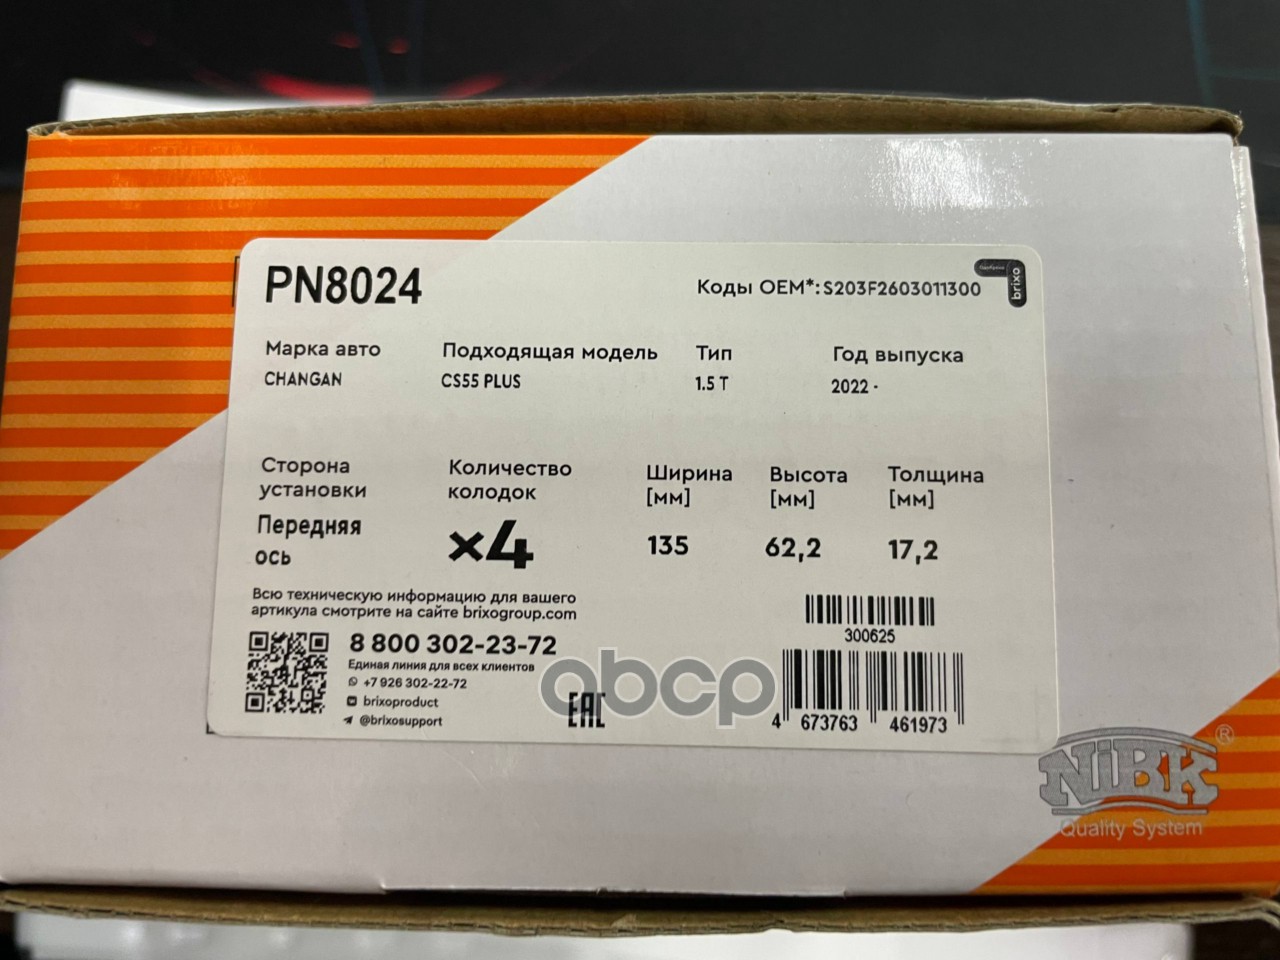 PN8024
Коды OEM*: S203F2603011300
brixo
Марка авто
CHANGAN
Подходящая модель
CS55 PLUS
Тип
1.5 T
Год выпуска
2022 -
Сторона
установки
Передняя
ось
Количество
колодок
×4
Ширина
[мм]
135
Высота
[мм]
62,2
Толщина
[мм]
17,2
Всю техническую информацию для вашего
артикула смотрите на сайте brixogroup.com
8 800 302-23-72
Единая линия для всех клиентов
+7 926 302-22-72
brixoproduct
@brixosupport
EAC
300625
4 673763 461973
abcp
NiBK®
Quality System